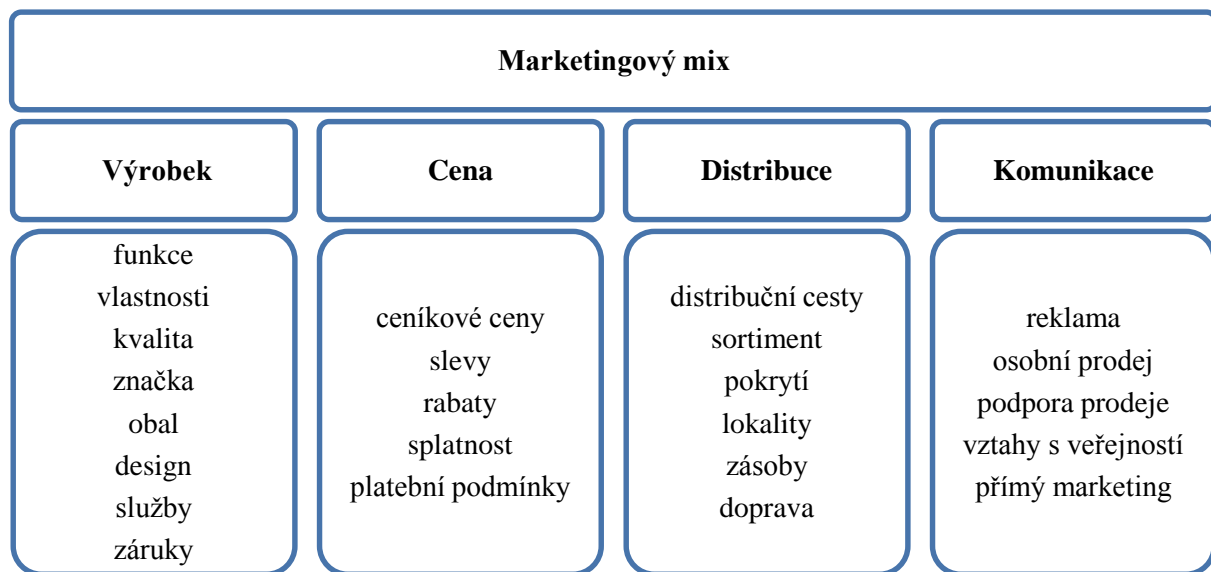 Marketingový mix
Výrobek
Cena
Distribuce
Komunikace
funkce
vlastnosti
kvalita
značka
obal
design
služby
záruky
ceníkové ceny
slevy
rabaty
splatnost
platební podmínky
distribuční cesty
sortiment
pokrytí
lokality
zásoby
doprava
reklama
osobní prodej
podpora prodeje
vztahy s veřejností
přímý marketing